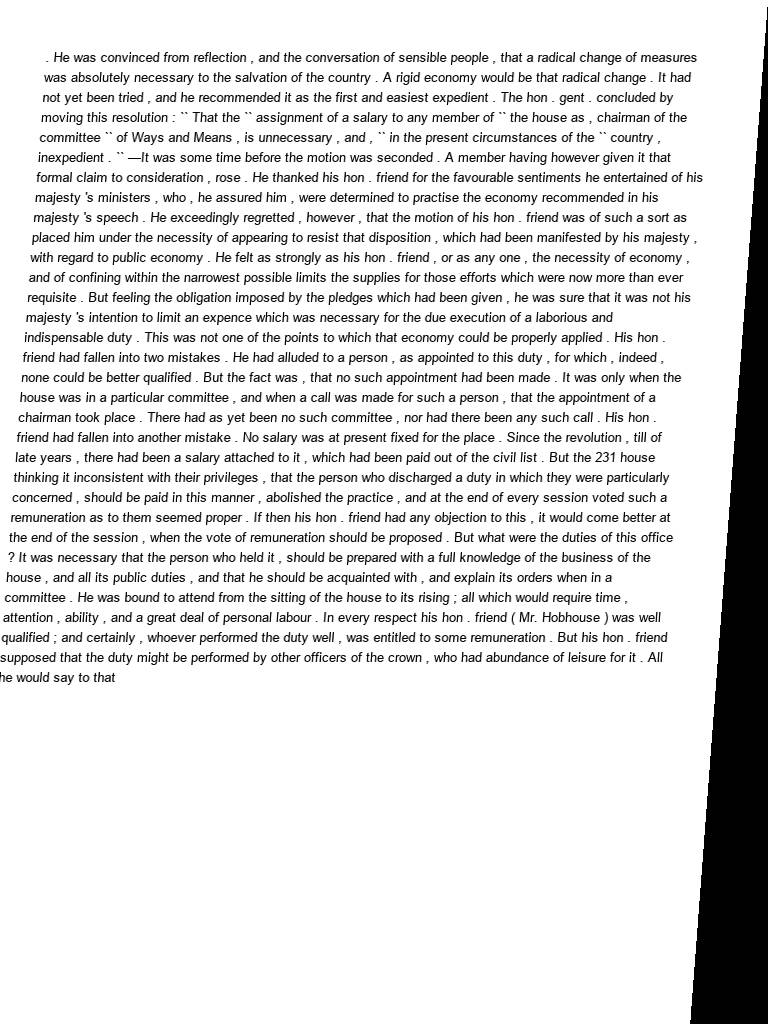 . He was convinced from reflection , and the conversation of sensible people , that a radical change of measures
was absolutely necessary to the salvation of the country . A rigid economy would be that radical change . It had
not yet been tried , and he recommended it as the first and easiest expedient . The hon . gent . concluded by
moving this resolution : `` That the `` assignment of a salary to any member of `` the house as , chairman of the
committee `` of Ways and Means , is unnecessary , and , `` in the present circumstances of the `` country ,
inexpedient . `` —It was some time before the motion was seconded . A member having however given it that
formal claim to consideration , rose . He thanked his hon . friend for the favourable sentiments he entertained of his
majesty 's ministers , who , he assured him , were determined to practise the economy recommended in his
majesty 's speech . He exceedingly regretted , however , that the motion of his hon . friend was of such a sort as
placed him under the necessity of appearing to resist that disposition , which had been manifested by his majesty ,
with regard to public economy . He felt as strongly as his hon . friend , or as any one , the necessity of economy ,
and of confining within the narrowest possible limits the supplies for those efforts which were now more than ever
requisite . But feeling the obligation imposed by the pledges which had been given , he was sure that it was not his
majesty 's intention to limit an expence which was necessary for the due execution of a laborious and
indispensable duty . This was not one of the points to which that economy could be properly applied . His hon .
friend had fallen into two mistakes . He had alluded to a person , as appointed to this duty , for which , indeed ,
none could be better qualified . But the fact was , that no such appointment had been made . It was only when the
house was in a particular committee , and when a call was made for such a person , that the appointment of a
chairman took place . There had as yet been no such committee , nor had there been any such call . His hon .
friend had fallen into another mistake . No salary was at present fixed for the place . Since the revolution , till of
late years , there had been a salary attached to it , which had been paid out of the civil list . But the 231 house
thinking it inconsistent with their privileges , that the person who discharged a duty in which they were particularly
concerned , should be paid in this manner , abolished the practice , and at the end of every session voted such a
remuneration as to them seemed proper . If then his hon . friend had any objection to this , it would come better at
the end of the session , when the vote of remuneration should be proposed . But what were the duties of this office
? It was necessary that the person who held it , should be prepared with a full knowledge of the business of the
house , and all its public duties , and that he should be acquainted with , and explain its orders when in a
committee . He was bound to attend from the sitting of the house to its rising ; all which would require time ,
attention , ability , and a great deal of personal labour . In every respect his hon . friend ( Mr. Hobhouse ) was well
qualified ; and certainly , whoever performed the duty well , was entitled to some remuneration . But his hon . friend
supposed that the duty might be performed by other officers of the crown , who had abundance of leisure for it . All
he would say to that